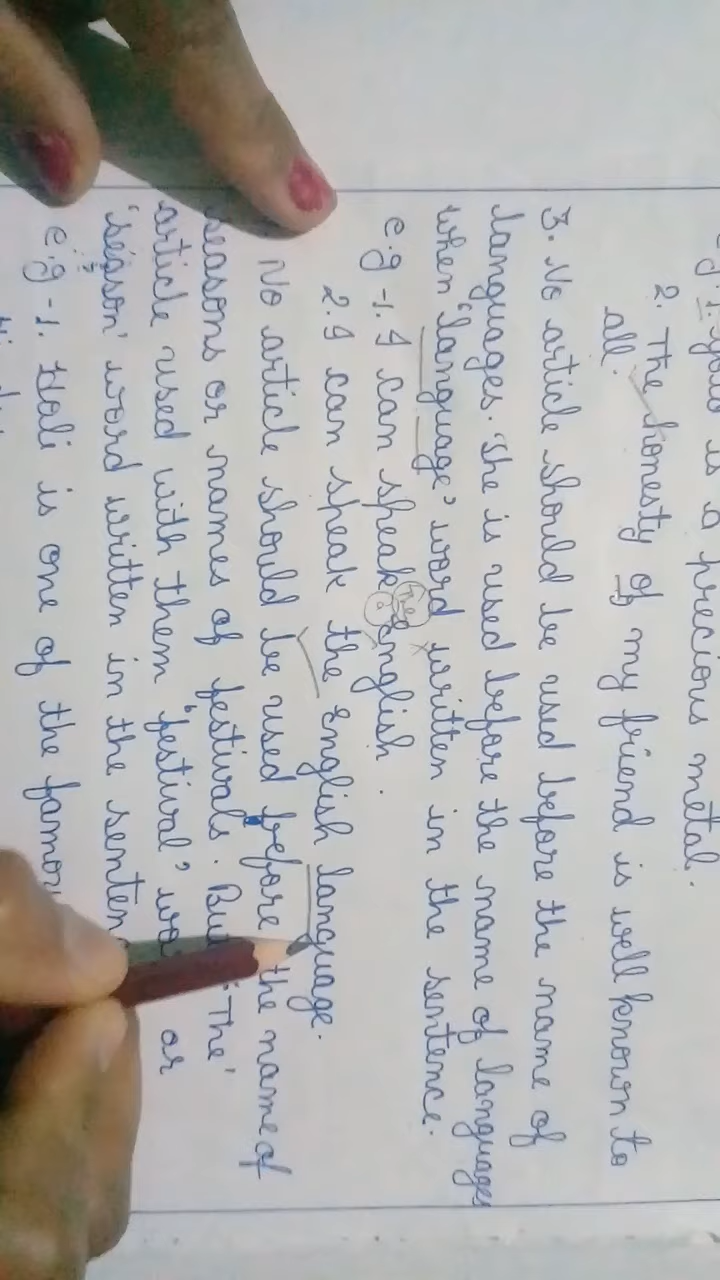 is a precious metal.
2. The honesty of my friend is well known to
all.
3. No article should be used before the name of
languages. The is used before the name of languages
when 'language' word written in the sentence.
e.g -1. I can speak English.
2. I can speak the English language.
No article should be used before the name of
seasons or names of festivals. But 'The'
article used with them 'festival' or
'season' word written in the
e.g -1. Holi is one of the